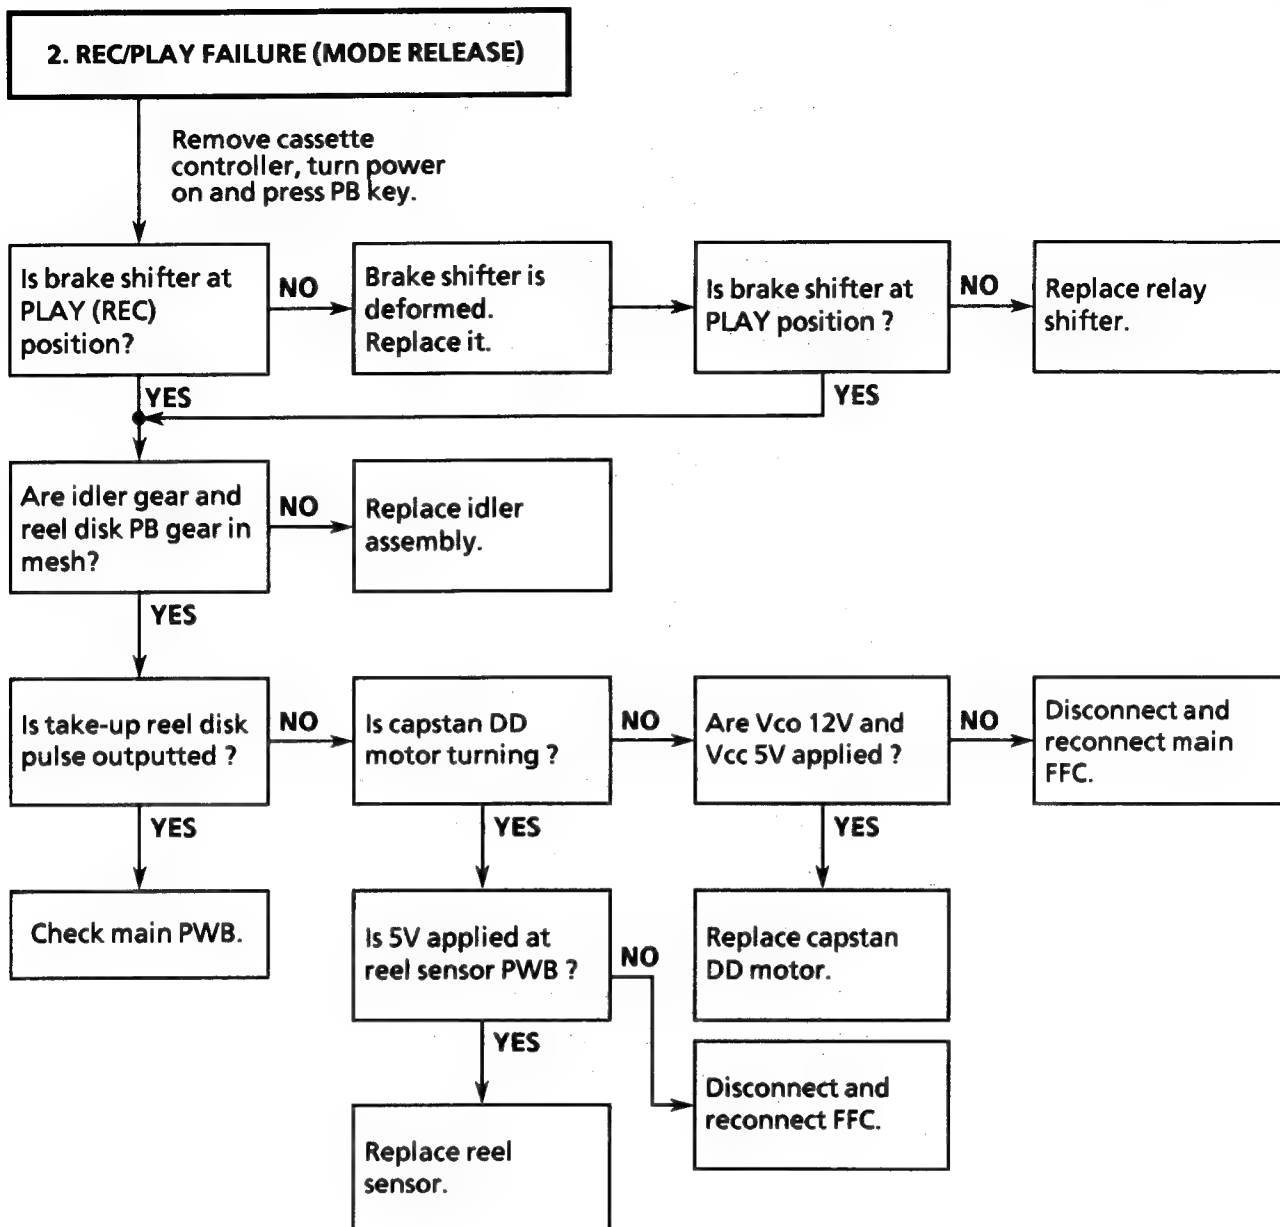 2. REC/PLAY FAILURE (MODE RELEASE)
Remove cassette
controller, turn power
on and press PB key.
Is brake shifter at
PLAY (REC)
position?
NO
Brake shifter is
deformed.
Replace it.
Is brake shifter at
PLAY position ?
NO
Replace relay
shifter.
YES
YES
Are idler gear and
reel disk PB gear in
mesh?
NO
Replace idler
assembly.
YES
Is take-up reel disk
pulse outputted ?
NO
Is capstan DD
motor turning ?
NO
Are Vco 12V and
Vcc 5V applied ?
NO
Disconnect and
reconnect main
FFC.
YES
YES
YES
Check main PWB.
Is 5V applied at
reel sensor PWB ?
NO
Replace capstan
DD motor.
YES
Disconnect and
reconnect FFC.
Replace reel
sensor.